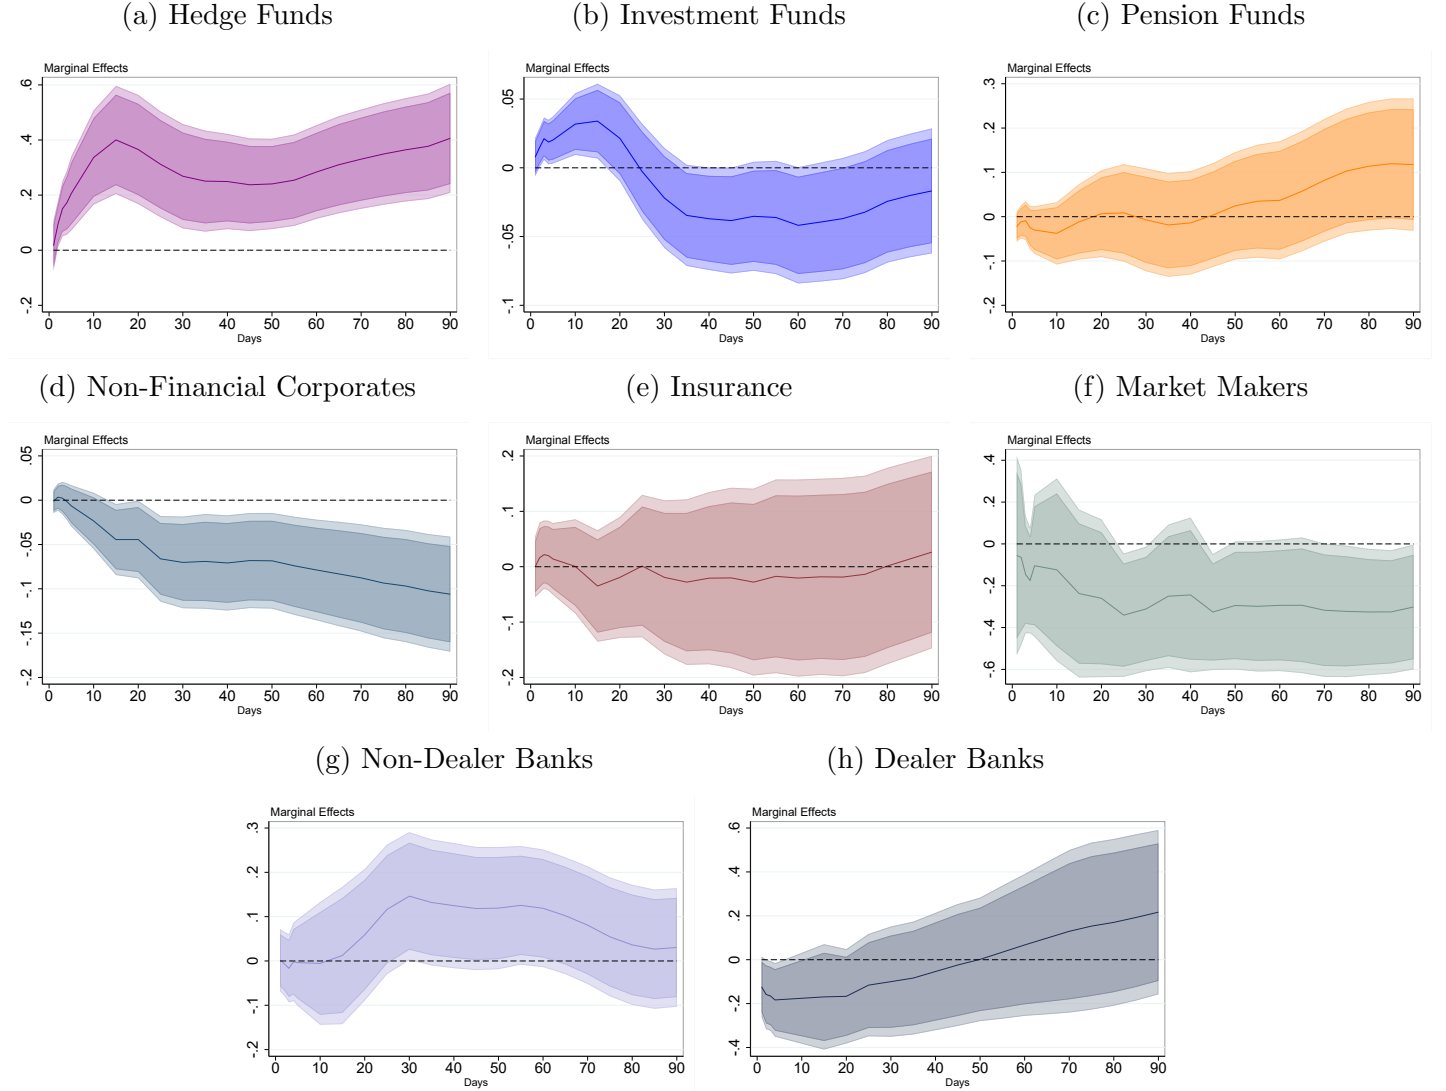 (a) Hedge Funds
Marginal Effects
.6
.4
.2
0
-.2
0 10 20 30 40 50 60 70 80 90
Days
(b) Investment Funds
Marginal Effects
.05
0
-.05
-.1
0 10 20 30 40 50 60 70 80 90
Days
(c) Pension Funds
Marginal Effects
.3
.2
.1
0
-.1
-.2
0 10 20 30 40 50 60 70 80 90
Days
(d) Non-Financial Corporates
Marginal Effects
.05
0
-.05
-.1
-.15
-.2
0 10 20 30 40 50 60 70 80 90
Days
(e) Insurance
Marginal Effects
.2
.1
0
-.1
-.2
0 10 20 30 40 50 60 70 80 90
Days
(f) Market Makers
Marginal Effects
.4
.2
0
-.2
-.4
-.6
0 10 20 30 40 50 60 70 80 90
Days
(g) Non-Dealer Banks
Marginal Effects
.3
.2
.1
0
-.1
-.2
0 10 20 30 40 50 60 70 80 90
Days
(h) Dealer Banks
Marginal Effects
.6
.4
.2
0
-.2
-.4
0 10 20 30 40 50 60 70 80 90
Days